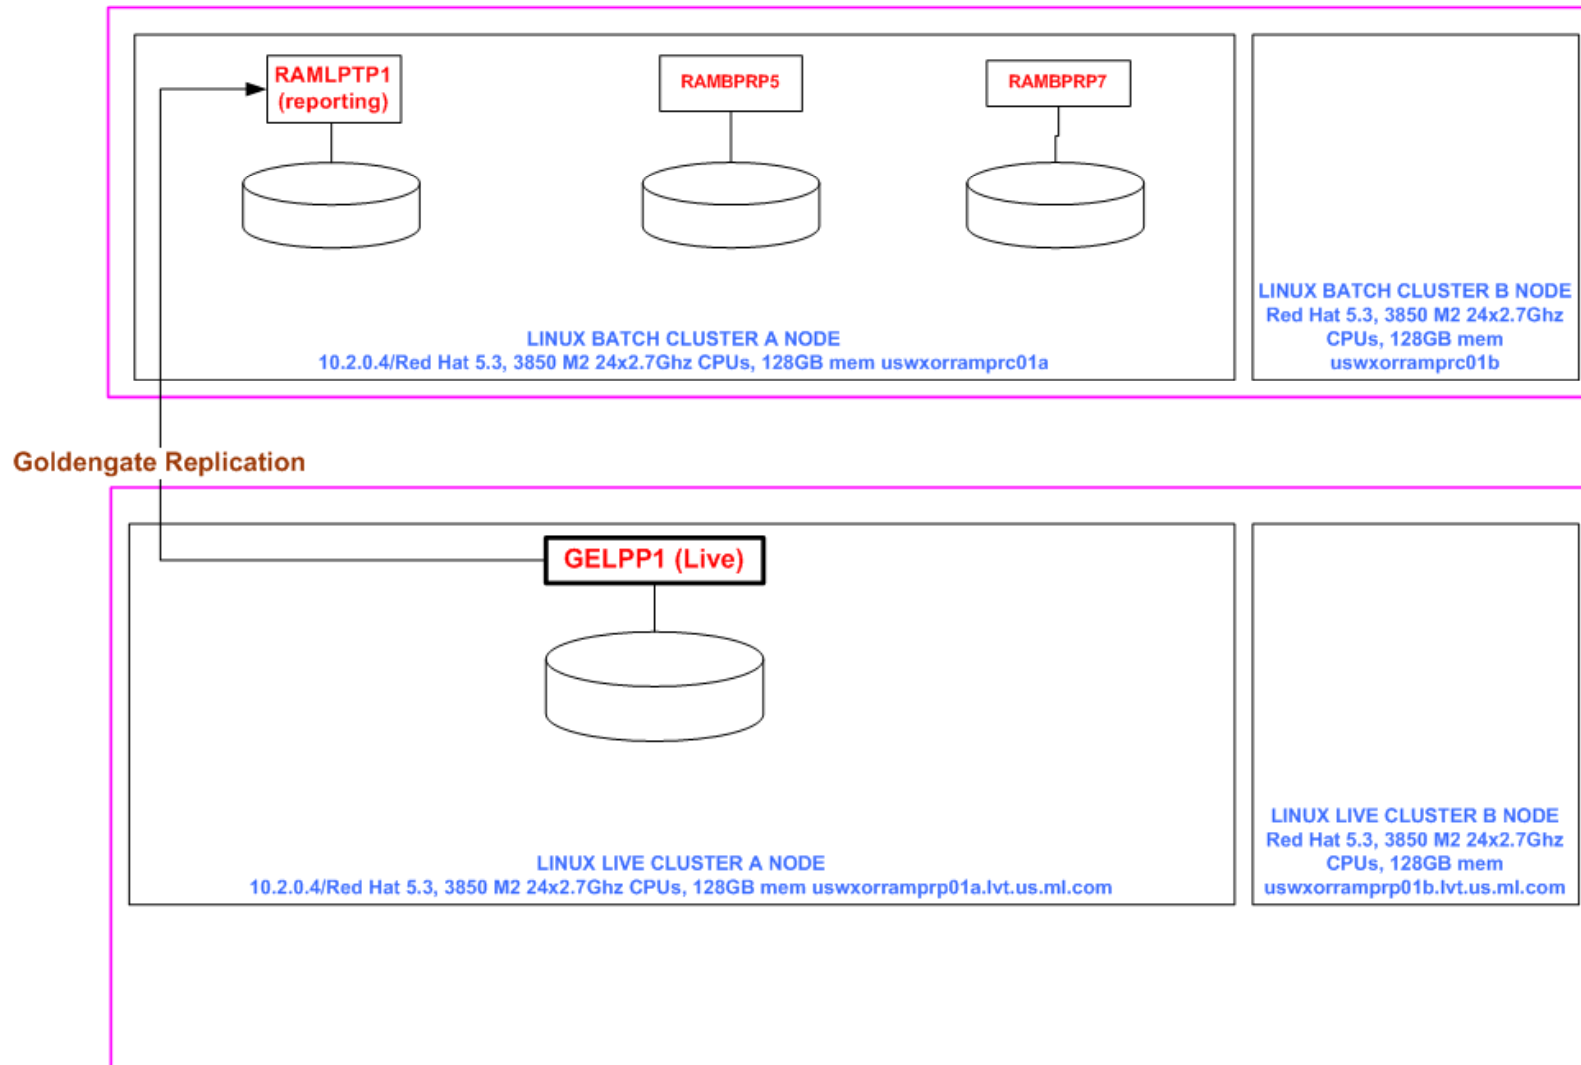 RAMLPTP1
(reporting)
RAMBPRP5
RAMBPRP7
LINUX BATCH CLUSTER A NODE
10.2.0.4/Red Hat 5.3, 3850 M2 24x2.7Ghz CPUs, 128GB mem uswxorramprc01a
LINUX BATCH CLUSTER B NODE
Red Hat 5.3, 3850 M2 24x2.7Ghz
CPUs, 128GB mem
uswxorramprc01b
Goldengate Replication
GELPP1 (Live)
LINUX LIVE CLUSTER A NODE
10.2.0.4/Red Hat 5.3, 3850 M2 24x2.7Ghz CPUs, 128GB mem uswxorramprp01a.lvt.us.ml.com
LINUX LIVE CLUSTER B NODE
Red Hat 5.3, 3850 M2 24x2.7Ghz
CPUs, 128GB mem
uswxorramprp01b.lvt.us.ml.com